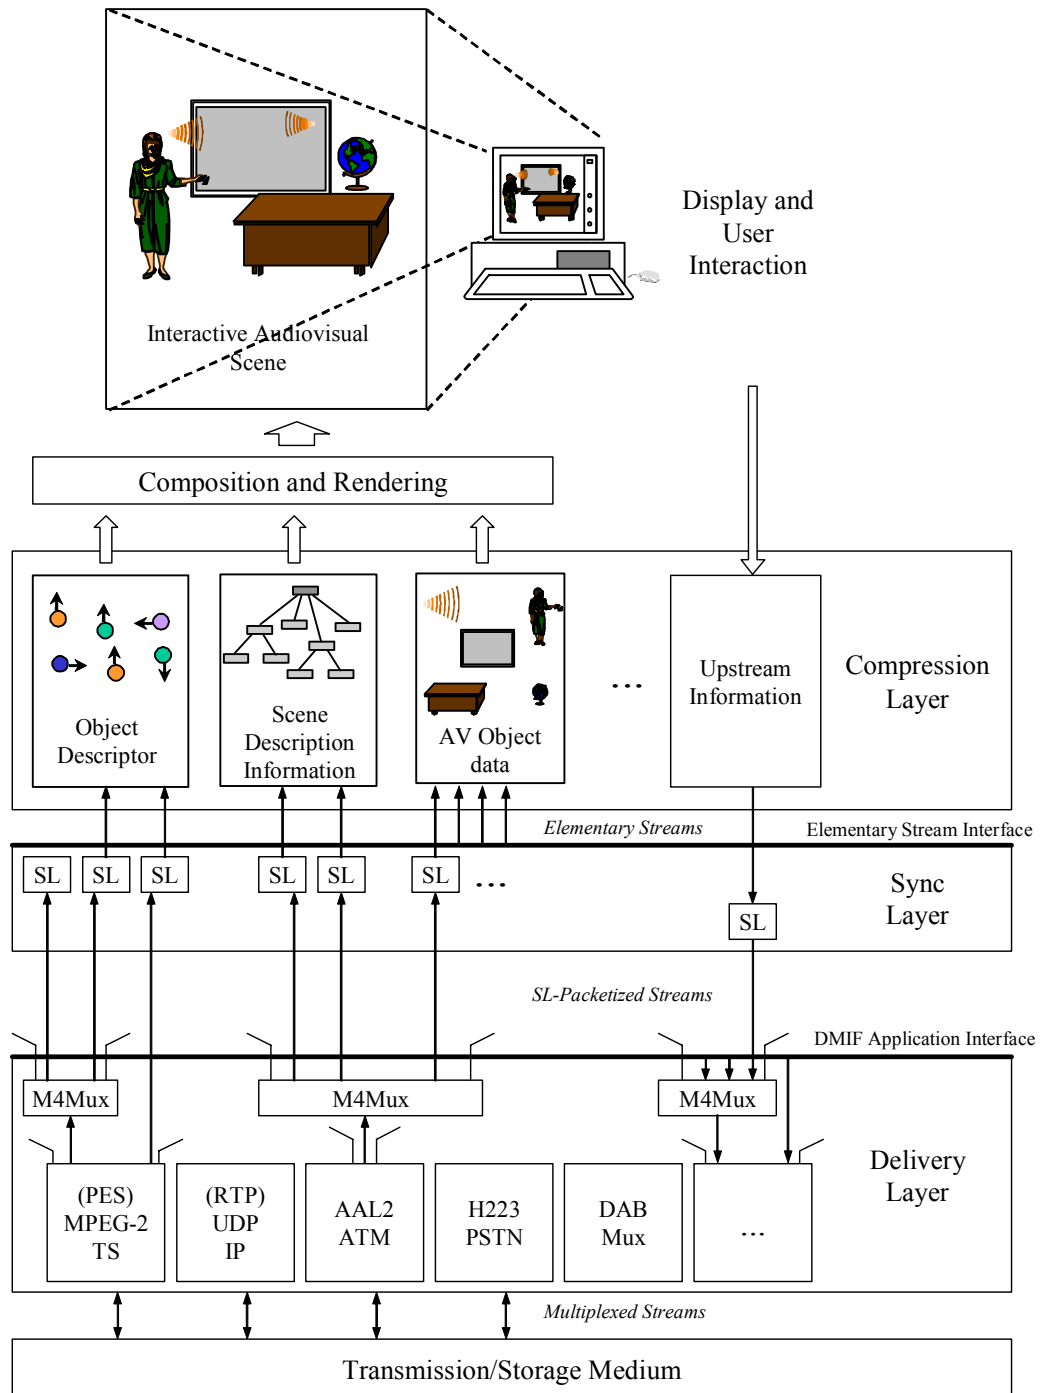 Display and
User
Interaction
Interactive Audiovisual
Scene
Composition and Rendering
Object
Descriptor
Scene
Description
Information
AV Object
data
...
Upstream
Information
Compression
Layer
Elementary Streams
Elementary Stream Interface
SL
SL
SL
SL
SL
SL
...
SL
Sync
Layer
SL-Packetized Streams
DMIF Application Interface
M4Mux
M4Mux
M4Mux
Delivery
Layer
(PES)
MPEG-2
TS
(RTP)
UDP
IP
AAL2
ATM
H223
PSTN
DAB
Mux
...
Multiplexed Streams
Transmission/Storage Medium